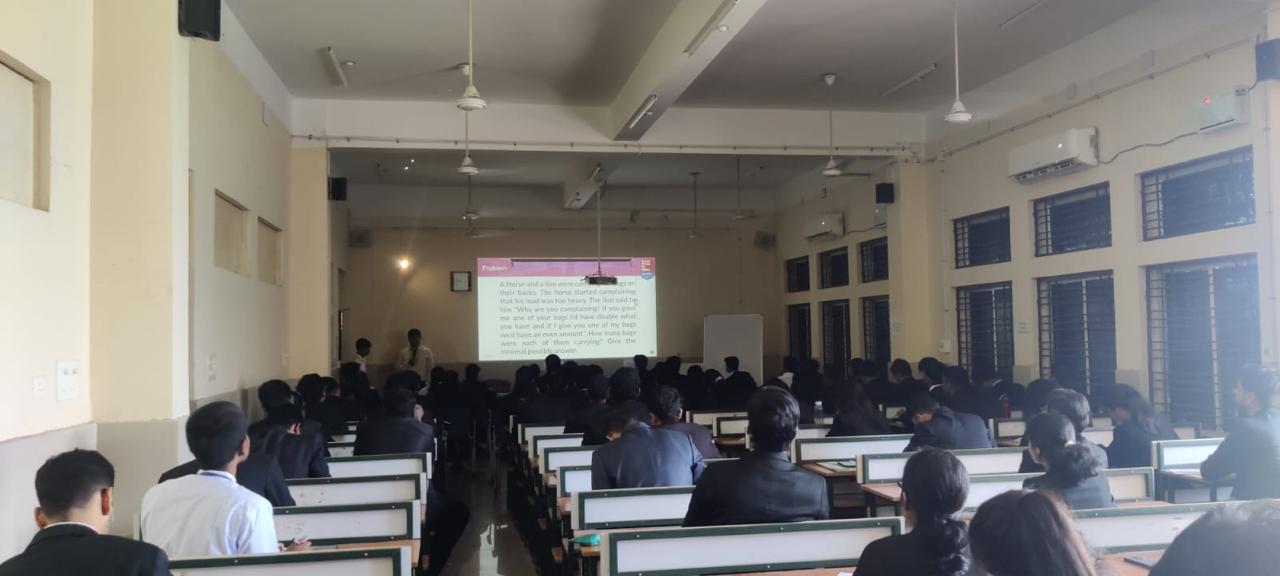 Problem
A Horse and a lion were carr bags on
their backs. The horse started complaining
that his load was too heavy. The lion said to
him "Why are you complaining? If you gave
me one of your bags I'd have double what
you have and if I give you one of my bags
we'd have an even amount." How many bags
were each of them carrying? Give the
minimal possible answer.